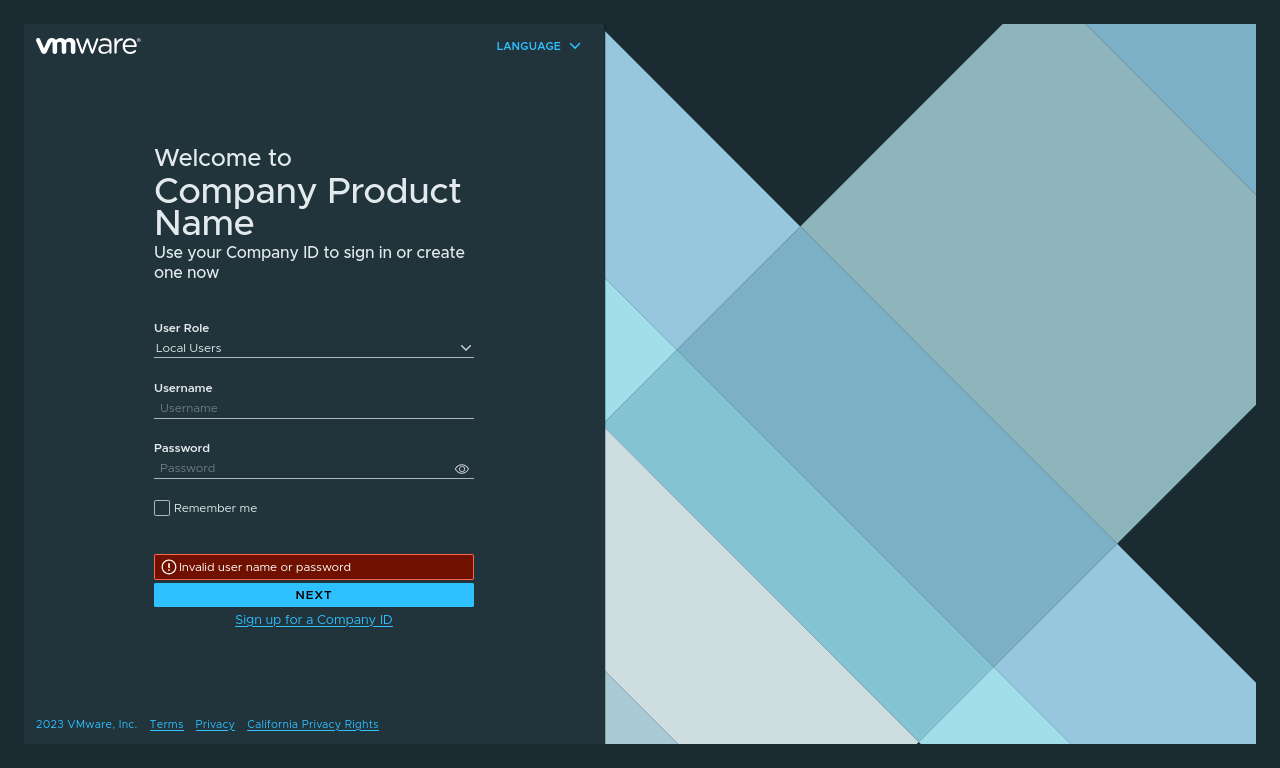 vmware®
LANGUAGE
Welcome to
Company Product
Name
Use your Company ID to sign in or create
one now
User Role
Local Users
Username
Username
Password
Password
Remember me
Invalid user name or password
NEXT
Sign up for a Company ID
2023 VMware, Inc. Terms Privacy California Privacy Rights